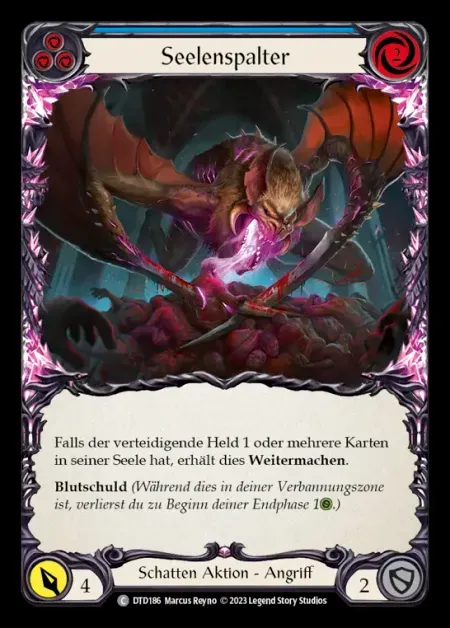 Seelenspalter
2
Falls der verteidigende Held 1 oder mehrere Karten
in seiner Seele hat, erhält dies Weitermachen.
Blutschuld (Während dies in deiner Verbannungszone
ist, verlierst du zu Beginn deiner Endphase 1.)
4
Schatten Aktion - Angriff
2
C DTD186 Marcus Reyno © 2023 Legend Story Studios